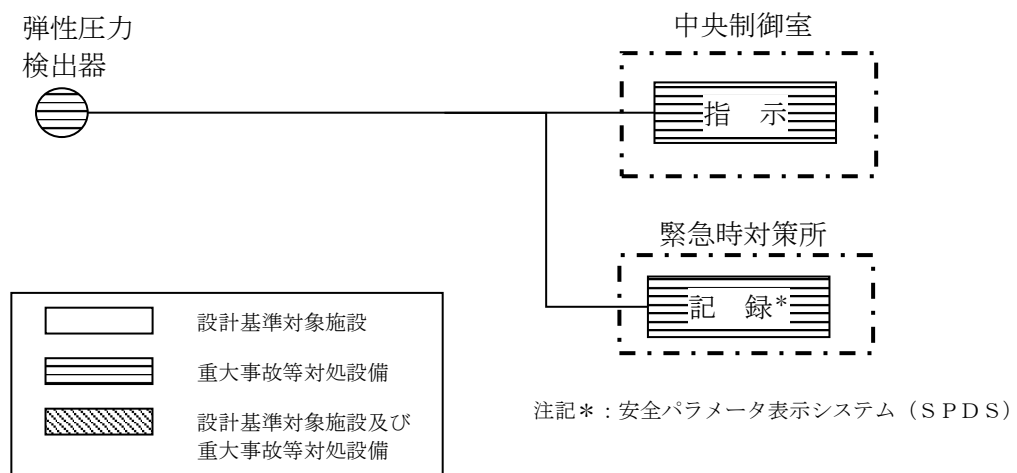 弾性圧力
検出器
中央制御室
指　示
緊急時対策所
記　録*
設計基準対象施設
重大事故等対処設備
設計基準対象施設及び
重大事故等対処設備
注記＊：安全パラメータ表示システム（ＳＰＤＳ）